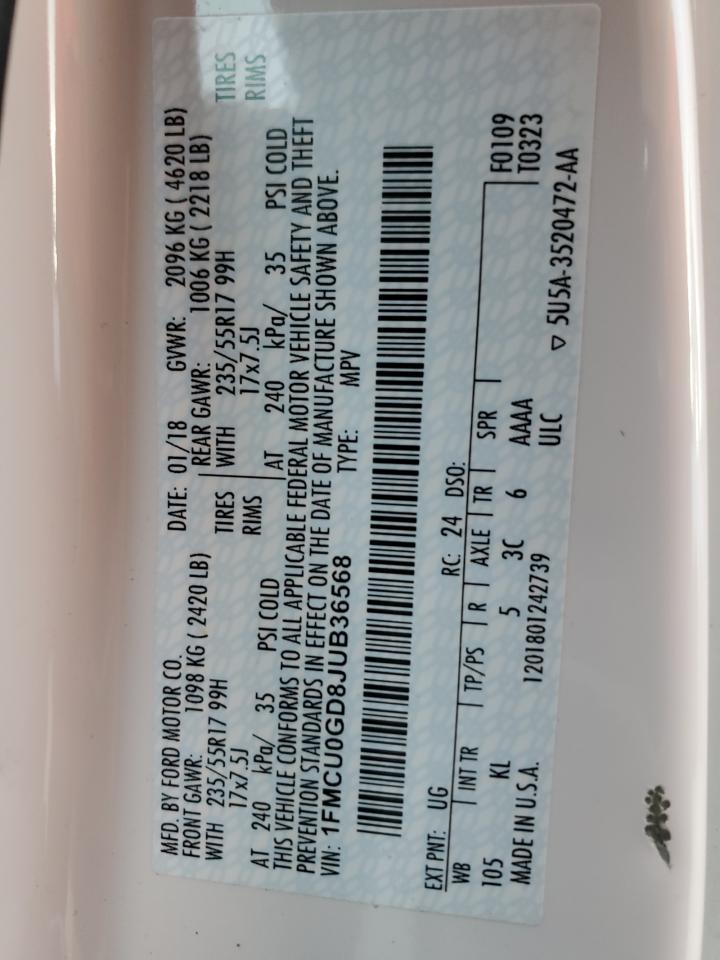 MFD. BY FORD MOTOR CO.
DATE: 01/18 GVWR: 2096 KG ( 4620 LB)
FRONT GAWR: 1098 KG ( 2420 LB) REAR GAWR: 1006 KG ( 2218 LB)
WITH 235/55R17 99H TIRES WITH 235/55R17 99H TIRES
17x7.5J RIMS 17x7.5J RIMS
AT 240 kPa/ 35 PSI COLD AT 240 kPa/ 35 PSI COLD
THIS VEHICLE CONFORMS TO ALL APPLICABLE FEDERAL MOTOR VEHICLE SAFETY AND THEFT
PREVENTION STANDARDS IN EFFECT ON THE DATE OF MANUFACTURE SHOWN ABOVE.
VIN: 1FMCU0GD8JUB36568 TYPE: MPV
EXT PNT: UG RC: 24 DSO:
WB INT TR TP/PS R AXLE TR SPR F0109
105 KL 5 3C 6 AAAA T0323
MADE IN U.S.A. 1201801242739 ULC
▽ 5U5A-3520472-AA